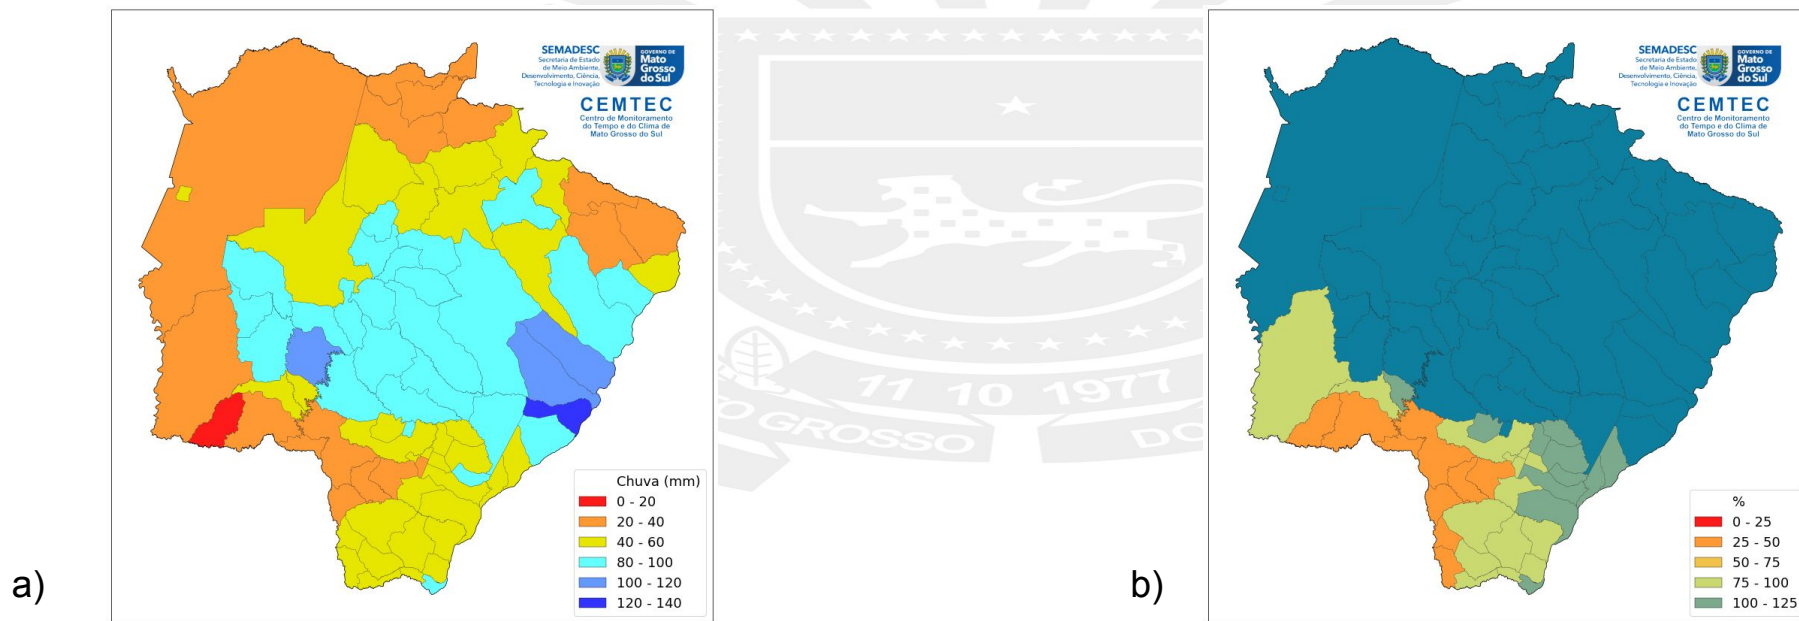 SEMADESC
Secretaria de Estado
de Meio Ambiente,
Desenvolvimento, Ciência,
Tecnologia e Inovação
GOVERNO DE
Mato
Grosso
do Sul
CEMTEC
Centro de Monitoramento
do Tempo e do Clima de
Mato Grosso do Sul
Chuva (mm)
0 - 20
20 - 40
40 - 60
80 - 100
100 - 120
120 - 140
a)
11 10 1977
GROSSO
DO
SEMADESC
Secretaria de Estado
de Meio Ambiente,
Desenvolvimento, Ciência,
Tecnologia e Inovação
GOVERNO DE
Mato
Grosso
do Sul
CEMTEC
Centro de Monitoramento
do Tempo e do Clima de
Mato Grosso do Sul
%
0 - 25
25 - 50
50 - 75
75 - 100
100 - 125
b)